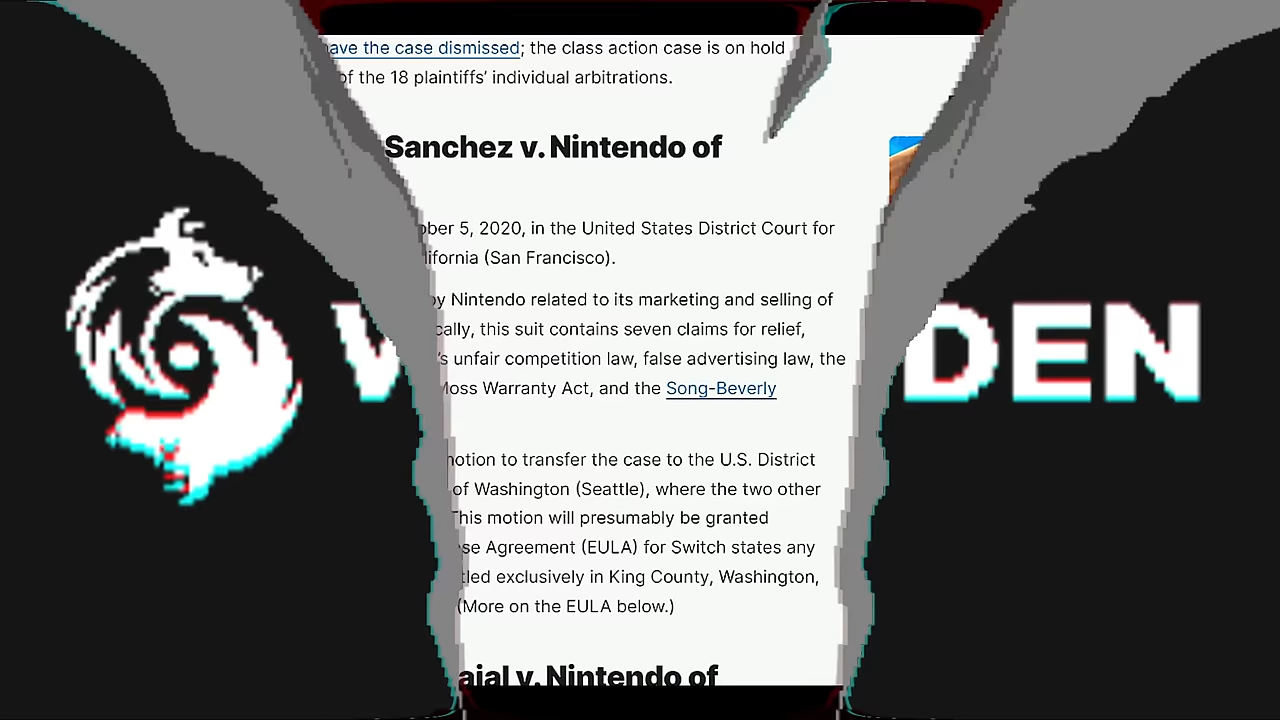 ave the case dismissed; the class action case is on hold
of the 18 plaintiffs' individual arbitrations.
Sanchez v. Nintendo of
ober 5, 2020, in the United States District Court for
lifornia (San Francisco).
by Nintendo related to its marketing and selling of
cally, this suit contains seven claims for relief,
's unfair competition law, false advertising law, the
Moss Warranty Act, and the Song-Beverly
DEN
notion to transfer the case to the U.S. District
of Washington (Seattle), where the two other
This motion will presumably be granted
se Agreement (EULA) for Switch states any
tled exclusively in King County, Washington,
(More on the EULA below.)
ajal v. Nintendo of